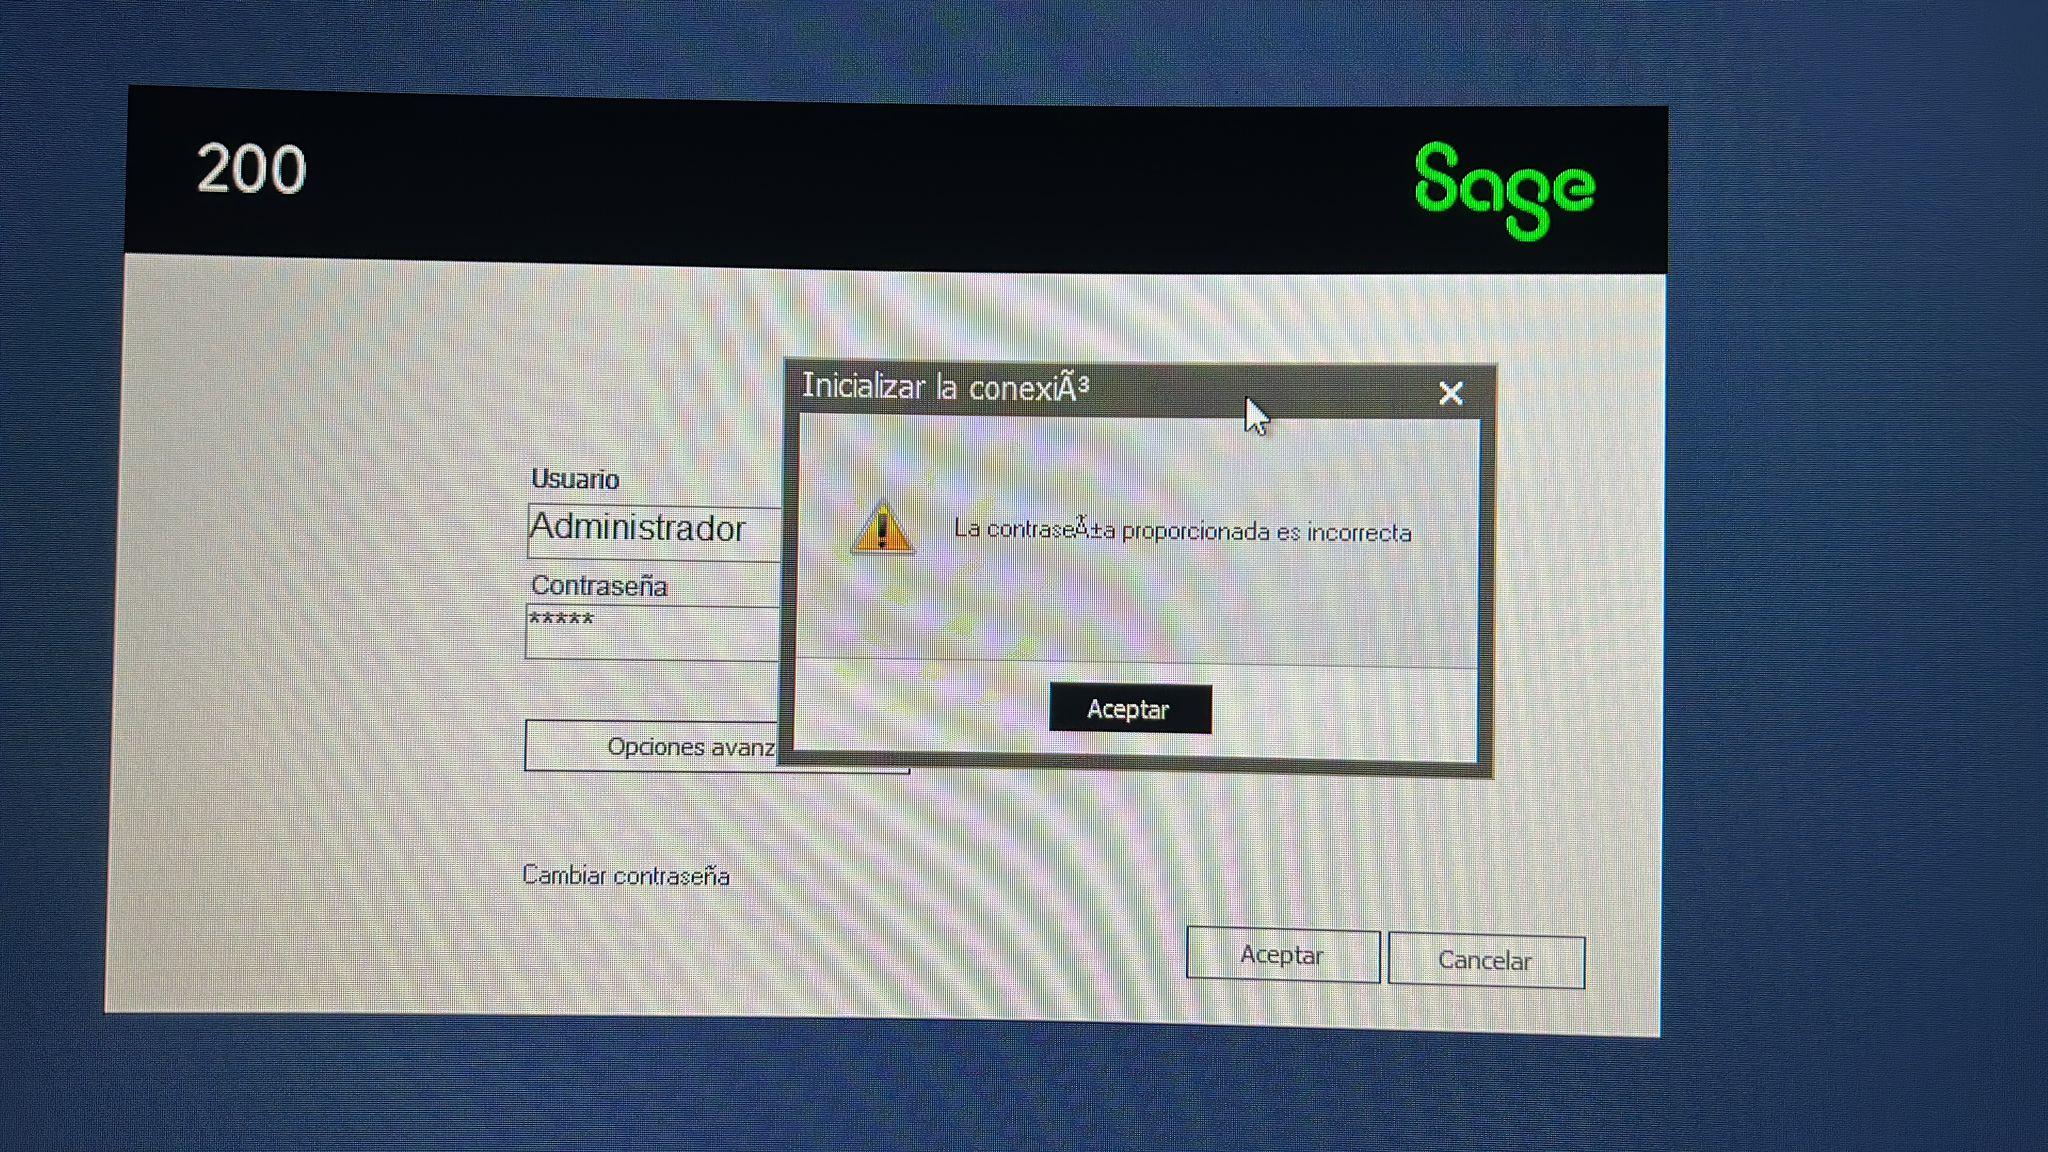 200
Sage
Inicializar la conexiÃ³
Usuario
Administrador
Contraseña
*****
La contraseÃ±a proporcionada es incorrecta
Aceptar
Opciones avanz
Cambiar contraseña
Aceptar
Cancelar